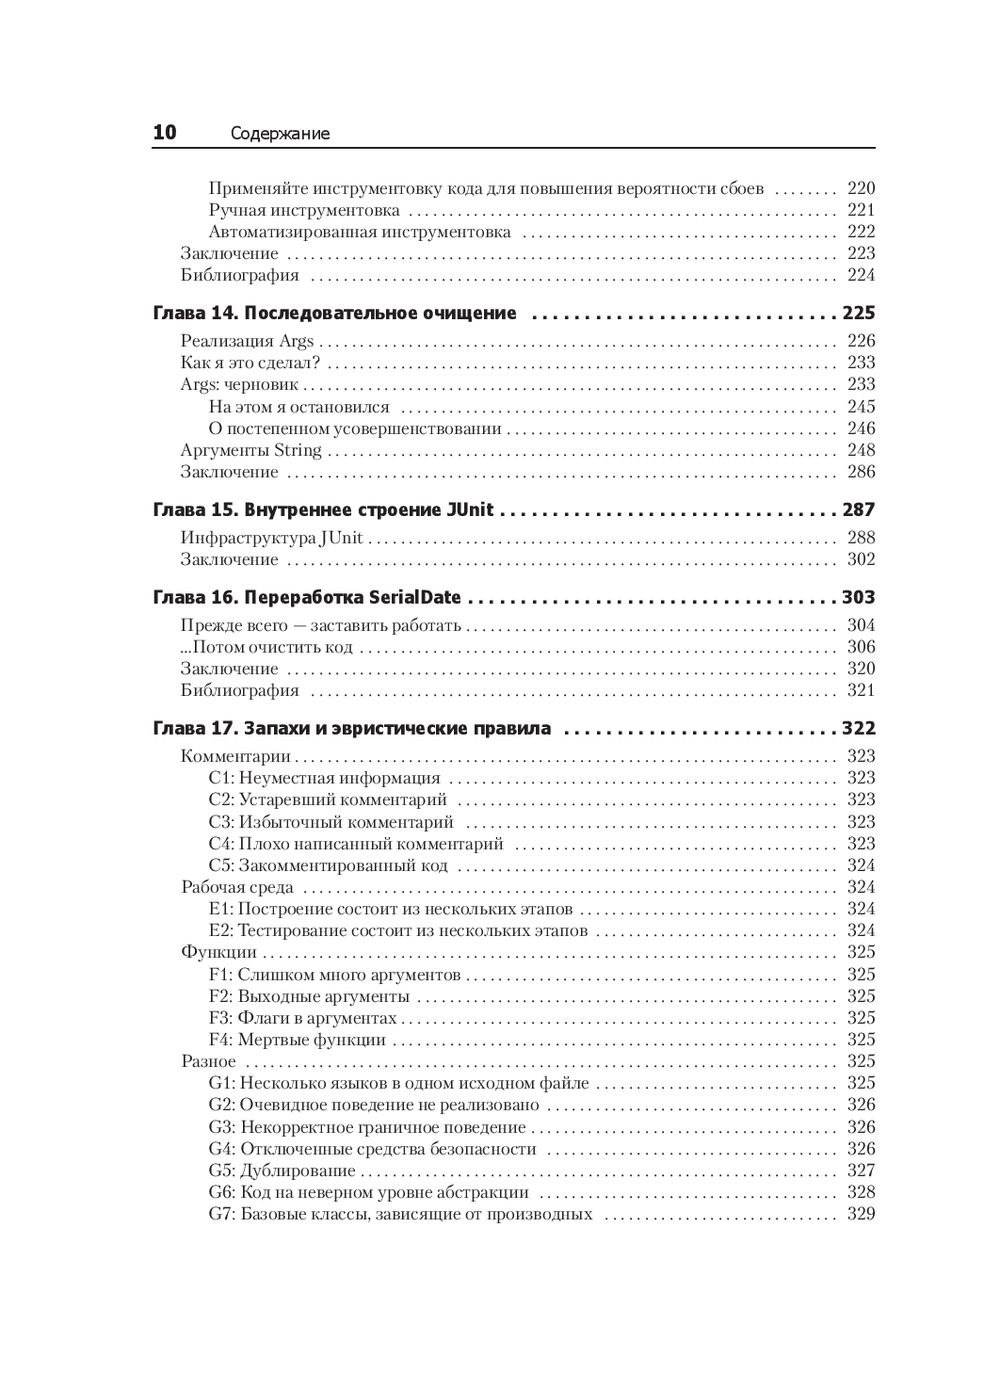 10 Содержание
Применяйте инструментовку кода для повышения вероятности сбоев . . . . . . . . 220
Ручная инструментовка . . . . . . . . . . . . . . . . . . . . . . . . . . . . . . . . . . . . . . . . . . . . . . . . . . . . . 221
Автоматизированная инструментовка . . . . . . . . . . . . . . . . . . . . . . . . . . . . . . . . . . . . . . . 222
Заключение . . . . . . . . . . . . . . . . . . . . . . . . . . . . . . . . . . . . . . . . . . . . . . . . . . . . . . . . . . . . . . . . . . . . 223
Библиография . . . . . . . . . . . . . . . . . . . . . . . . . . . . . . . . . . . . . . . . . . . . . . . . . . . . . . . . . . . . . . . . . 224
Глава 14. Последовательное очищение . . . . . . . . . . . . . . . . . . . . . . . . . . . . . 225
Реализация Args . . . . . . . . . . . . . . . . . . . . . . . . . . . . . . . . . . . . . . . . . . . . . . . . . . . . . . . . . . . . . . . . 226
Как я это сделал? . . . . . . . . . . . . . . . . . . . . . . . . . . . . . . . . . . . . . . . . . . . . . . . . . . . . . . . . . . . . . . . 233
Args: черновик . . . . . . . . . . . . . . . . . . . . . . . . . . . . . . . . . . . . . . . . . . . . . . . . . . . . . . . . . . . . . . . . . . 233
На этом я остановился . . . . . . . . . . . . . . . . . . . . . . . . . . . . . . . . . . . . . . . . . . . . . . . . . . . . . . 245
О постепенном усовершенствовании . . . . . . . . . . . . . . . . . . . . . . . . . . . . . . . . . . . . . . . . . 246
Аргументы String . . . . . . . . . . . . . . . . . . . . . . . . . . . . . . . . . . . . . . . . . . . . . . . . . . . . . . . . . . . . . . . 248
Заключение . . . . . . . . . . . . . . . . . . . . . . . . . . . . . . . . . . . . . . . . . . . . . . . . . . . . . . . . . . . . . . . . . . . . 286
Глава 15. Внутреннее строение JUnit . . . . . . . . . . . . . . . . . . . . . . . . . . . . . . . . 287
Инфраструктура JUnit . . . . . . . . . . . . . . . . . . . . . . . . . . . . . . . . . . . . . . . . . . . . . . . . . . . . . . . . . . 288
Заключение . . . . . . . . . . . . . . . . . . . . . . . . . . . . . . . . . . . . . . . . . . . . . . . . . . . . . . . . . . . . . . . . . . . . 302
Глава 16. Переработка SerialDate . . . . . . . . . . . . . . . . . . . . . . . . . . . . . . . . . . . 303
Прежде всего — заставить работать . . . . . . . . . . . . . . . . . . . . . . . . . . . . . . . . . . . . . . . . . . . . . . 304
...Потом очистить код . . . . . . . . . . . . . . . . . . . . . . . . . . . . . . . . . . . . . . . . . . . . . . . . . . . . . . . . . . . 306
Заключение . . . . . . . . . . . . . . . . . . . . . . . . . . . . . . . . . . . . . . . . . . . . . . . . . . . . . . . . . . . . . . . . . . . . 320
Библиография . . . . . . . . . . . . . . . . . . . . . . . . . . . . . . . . . . . . . . . . . . . . . . . . . . . . . . . . . . . . . . . . . 321
Глава 17. Запахи и эвристические правила . . . . . . . . . . . . . . . . . . . . . . . . . . 322
Комментарии . . . . . . . . . . . . . . . . . . . . . . . . . . . . . . . . . . . . . . . . . . . . . . . . . . . . . . . . . . . . . . . . . . . 323
C1: Неуместная информация . . . . . . . . . . . . . . . . . . . . . . . . . . . . . . . . . . . . . . . . . . . . . . . . 323
C2: Устаревший комментарий . . . . . . . . . . . . . . . . . . . . . . . . . . . . . . . . . . . . . . . . . . . . . . . 323
C3: Избыточный комментарий . . . . . . . . . . . . . . . . . . . . . . . . . . . . . . . . . . . . . . . . . . . . . . 323
C4: Плохо написанный комментарий . . . . . . . . . . . . . . . . . . . . . . . . . . . . . . . . . . . . . . . . 323
C5: Закомментированный код . . . . . . . . . . . . . . . . . . . . . . . . . . . . . . . . . . . . . . . . . . . . . . . 324
Рабочая среда . . . . . . . . . . . . . . . . . . . . . . . . . . . . . . . . . . . . . . . . . . . . . . . . . . . . . . . . . . . . . . . . . . 324
E1: Построение состоит из нескольких этапов . . . . . . . . . . . . . . . . . . . . . . . . . . . . . . . . 324
E2: Тестирование состоит из нескольких этапов . . . . . . . . . . . . . . . . . . . . . . . . . . . . . . 324
Функции . . . . . . . . . . . . . . . . . . . . . . . . . . . . . . . . . . . . . . . . . . . . . . . . . . . . . . . . . . . . . . . . . . . . . . . 325
F1: Слишком много аргументов . . . . . . . . . . . . . . . . . . . . . . . . . . . . . . . . . . . . . . . . . . . . . . 325
F2: Выходные аргументы . . . . . . . . . . . . . . . . . . . . . . . . . . . . . . . . . . . . . . . . . . . . . . . . . . . . 325
F3: Флаги в аргументах . . . . . . . . . . . . . . . . . . . . . . . . . . . . . . . . . . . . . . . . . . . . . . . . . . . . . . 325
F4: Мертвые функции . . . . . . . . . . . . . . . . . . . . . . . . . . . . . . . . . . . . . . . . . . . . . . . . . . . . . . . 325
Разное . . . . . . . . . . . . . . . . . . . . . . . . . . . . . . . . . . . . . . . . . . . . . . . . . . . . . . . . . . . . . . . . . . . . . . . . . 325
G1: Несколько языков в одном исходном файле . . . . . . . . . . . . . . . . . . . . . . . . . . . . . . 325
G2: Очевидное поведение не реализовано . . . . . . . . . . . . . . . . . . . . . . . . . . . . . . . . . . . . 326
G3: Некорректное граничное поведение . . . . . . . . . . . . . . . . . . . . . . . . . . . . . . . . . . . . . . 326
G4: Отключенные средства безопасности . . . . . . . . . . . . . . . . . . . . . . . . . . . . . . . . . . . . 326
G5: Дублирование . . . . . . . . . . . . . . . . . . . . . . . . . . . . . . . . . . . . . . . . . . . . . . . . . . . . . . . . . . . 327
G6: Код на неверном уровне абстракции . . . . . . . . . . . . . . . . . . . . . . . . . . . . . . . . . . . . . 328
G7: Базовые классы, зависящие от производных . . . . . . . . . . . . . . . . . . . . . . . . . . . . . 329